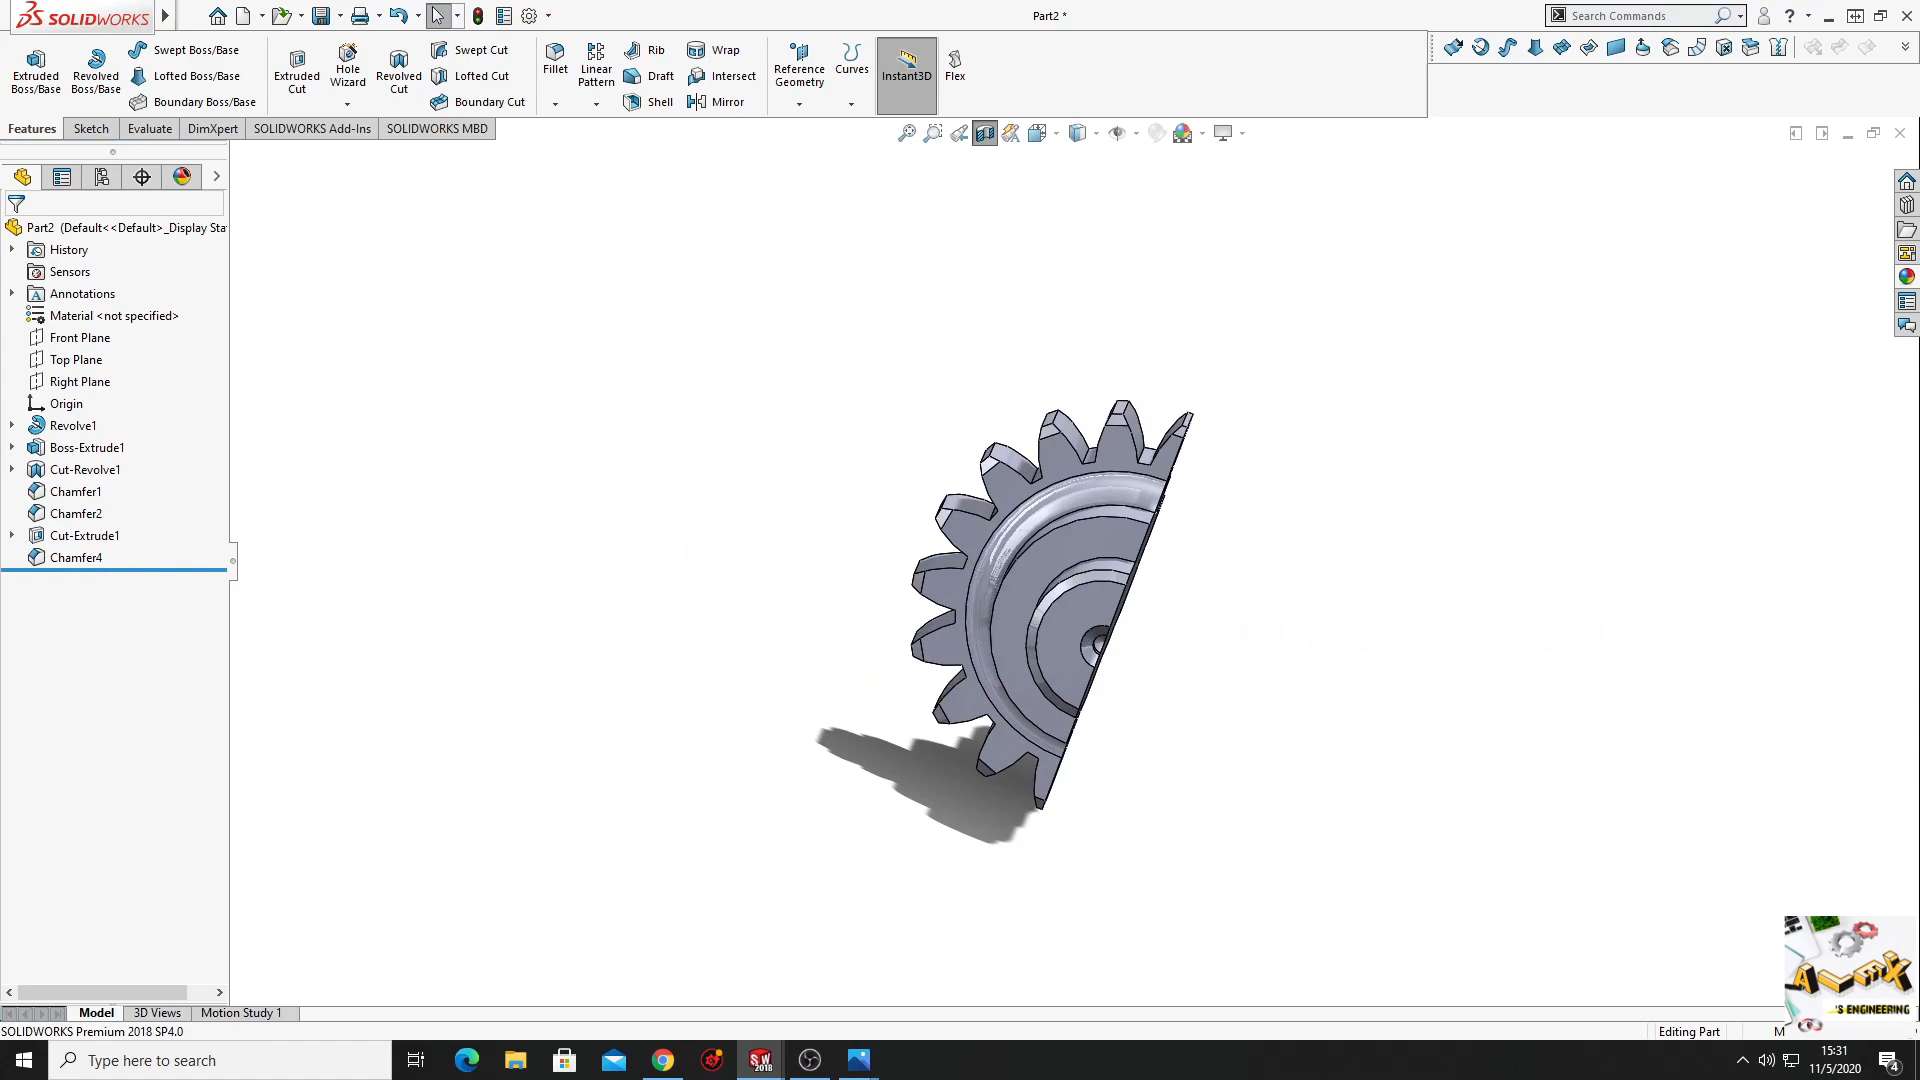 SOLIDWORKS
Part2 *
Search Commands
Extruded Boss/Base
Revolved Boss/Base
Swept Boss/Base
Lofted Boss/Base
Boundary Boss/Base
Extruded Cut
Hole Wizard
Revolved Cut
Swept Cut
Lofted Cut
Boundary Cut
Fillet
Linear Pattern
Rib
Draft
Shell
Wrap
Intersect
Mirror
Reference Geometry
Curves
Instant3D
Flex
Features
Sketch
Evaluate
DimXpert
SOLIDWORKS Add-Ins
SOLIDWORKS MBD
Part2 (Default<<Default>_Display Sta
History
Sensors
Annotations
Material <not specified>
Front Plane
Top Plane
Right Plane
Origin
Revolve1
Boss-Extrude1
Cut-Revolve1
Chamfer1
Chamfer2
Cut-Extrude1
Chamfer4
ALMX
'S ENGINEERING
Model
3D Views
Motion Study 1
SOLIDWORKS Premium 2018 SP4.0
Editing Part
M
Type here to search
SW
2018
15:31
11/5/2020
4